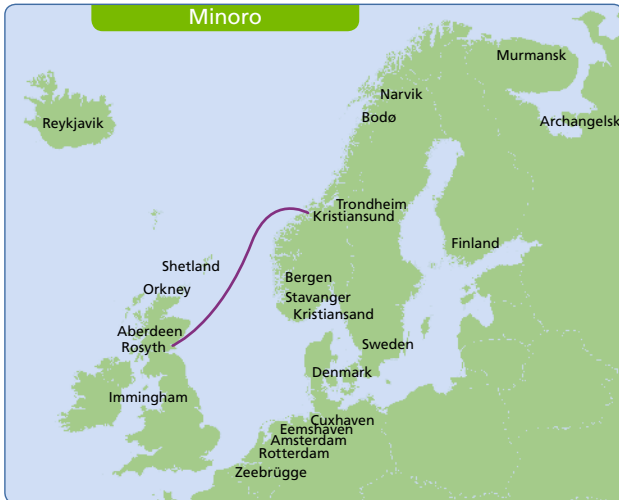 Minoro
Murmansk
Narvik
Bodø
Reykjavik
Archangelsk
Trondheim
Kristiansund
Finland
Shetland
Bergen
Orkney
Stavanger
Kristiansand
Aberdeen
Rosyth
Sweden
Denmark
Immingham
Cuxhaven
Eemshaven
Amsterdam
Rotterdam
Zeebrügge